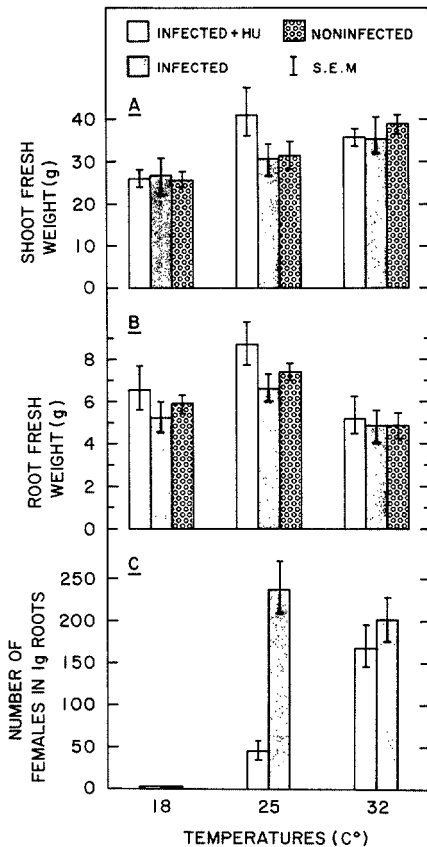 INFECTED + HU
NONINFECTED
INFECTED
S.E.M
A
SHOOT FRESH
WEIGHT (g)
40
30
20
10
0
B
ROOT FRESH
WEIGHT (g)
8
6
4
2
0
C
NUMBER OF
FEMALES IN 1g ROOTS
250
200
150
100
50
0
18
25
32
TEMPERATURES (C°)